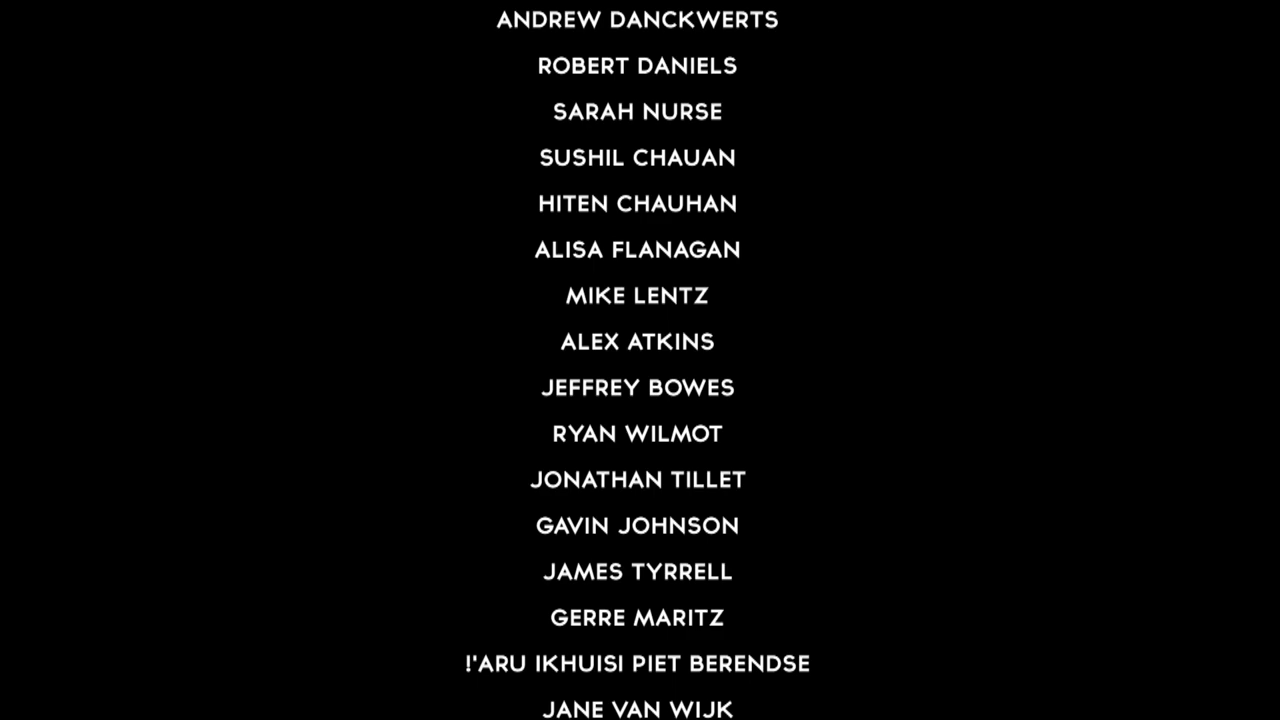 ANDREW DANCKWERTS
ROBERT DANIELS
SARAH NURSE
SUSHIL CHAUAN
HITEN CHAUHAN
ALISA FLANAGAN
MIKE LENTZ
ALEX ATKINS
JEFFREY BOWES
RYAN WILMOT
JONATHAN TILLET
GAVIN JOHNSON
JAMES TYRRELL
GERRE MARITZ
!'ARU IKHUISI PIET BERENDSE
JANE VAN WIJK